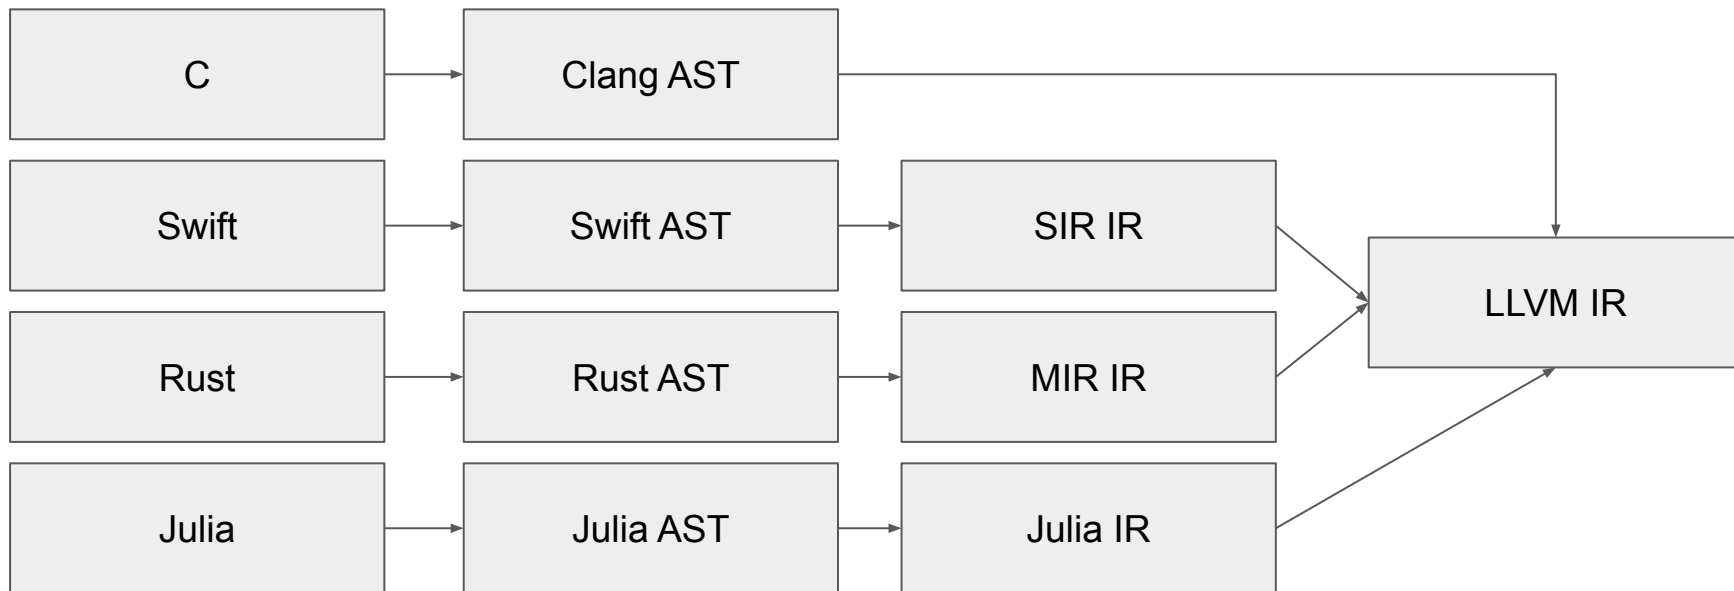 C
Clang AST
Swift
Swift AST
SIR IR
LLVM IR
Rust
Rust AST
MIR IR
Julia
Julia AST
Julia IR